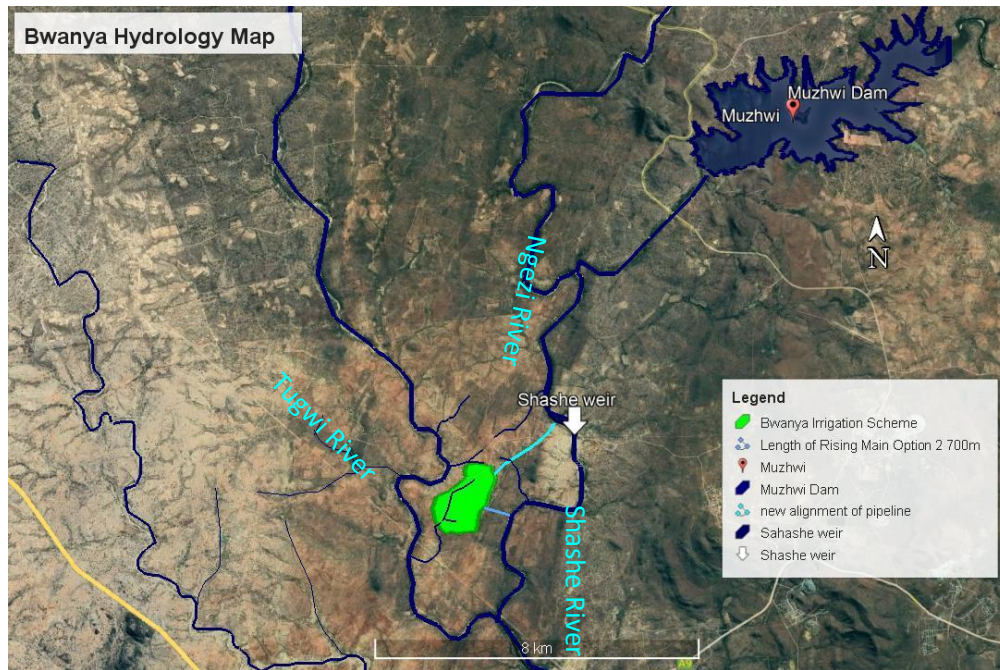 Bwanya Hydrology Map
Muzhwi Dam
Muzhwi
N
Ngezi River
Shashe weir
Tugwi River
Shashe River
Legend
Bwanya Irrigation Scheme
Length of Rising Main Option 2 700m
Muzhwi
Muzhwi Dam
new alignment of pipeline
Sahashe weir
Shashe weir
8 km
A9